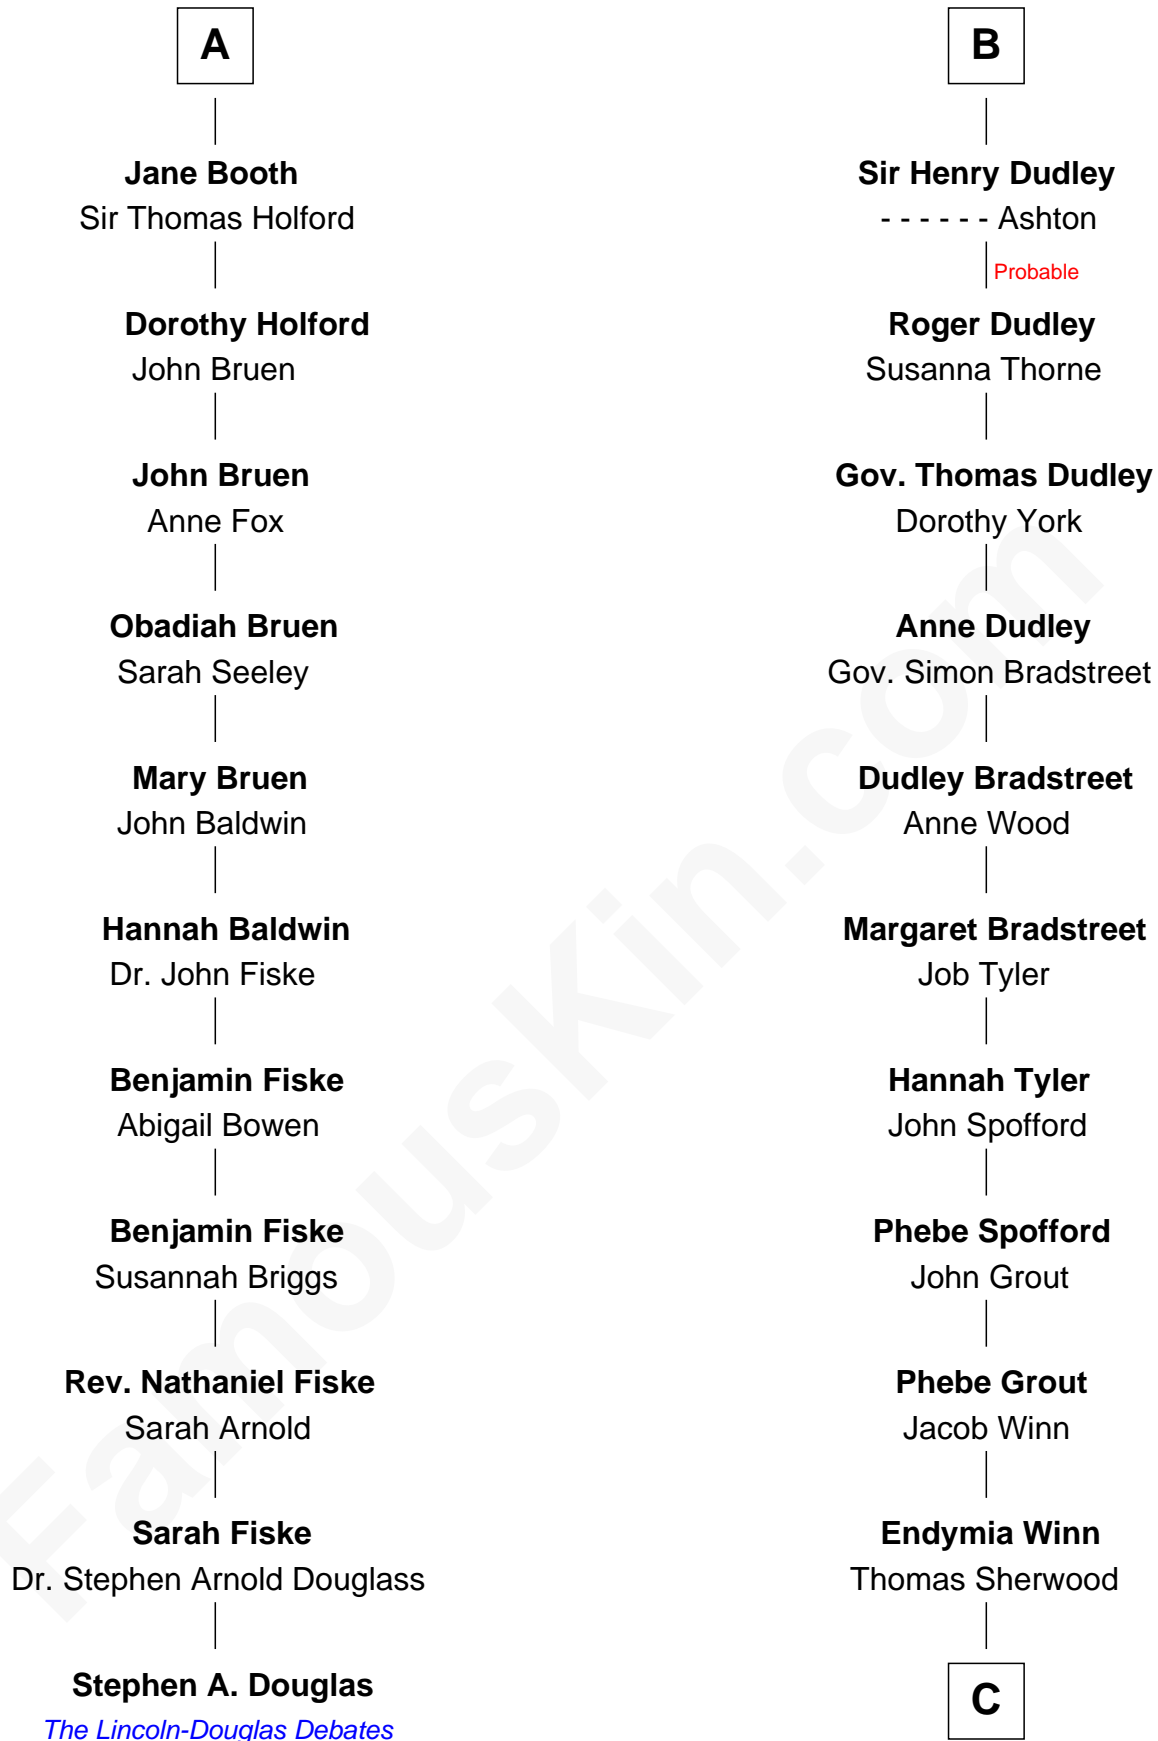 A
Jane Booth
Sir Thomas Holford
Dorothy Holford
John Bruen
John Bruen
Anne Fox
Obadiah Bruen
Sarah Seeley
Mary Bruen
John Baldwin
Hannah Baldwin
Dr. John Fiske
Benjamin Fiske
Abigail Bowen
Benjamin Fiske
Susannah Briggs
Rev. Nathaniel Fiske
Sarah Arnold
Sarah Fiske
Dr. Stephen Arnold Douglass
Stephen A. Douglas
The Lincoln-Douglas Debates
B
Sir Henry Dudley
- - - - - - Ashton
Probable
Roger Dudley
Susanna Thorne
Gov. Thomas Dudley
Dorothy York
Anne Dudley
Gov. Simon Bradstreet
Dudley Bradstreet
Anne Wood
Margaret Bradstreet
Job Tyler
Hannah Tyler
John Spofford
Phebe Spofford
John Grout
Phebe Grout
Jacob Winn
Endymia Winn
Thomas Sherwood
C
FamousKin.com